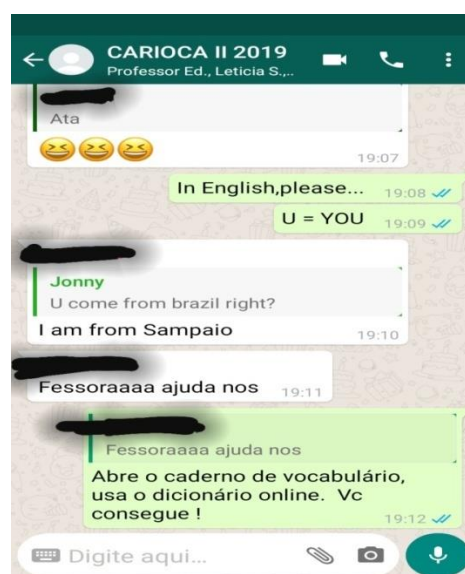 CARIOCA II 2019
Professor Ed., Leticia S.,..
Ata
😆😆😆 19:07
In English,please... 19:08
U = YOU 19:09
Jonny
U come from brazil right?
I am from Sampaio 19:10
Fessoraaaa ajuda nos 19:11
Fessoraaaa ajuda nos
Abre o caderno de vocabulário,
usa o dicionário online. Vc
consegue ! 19:12
Digite aqui...